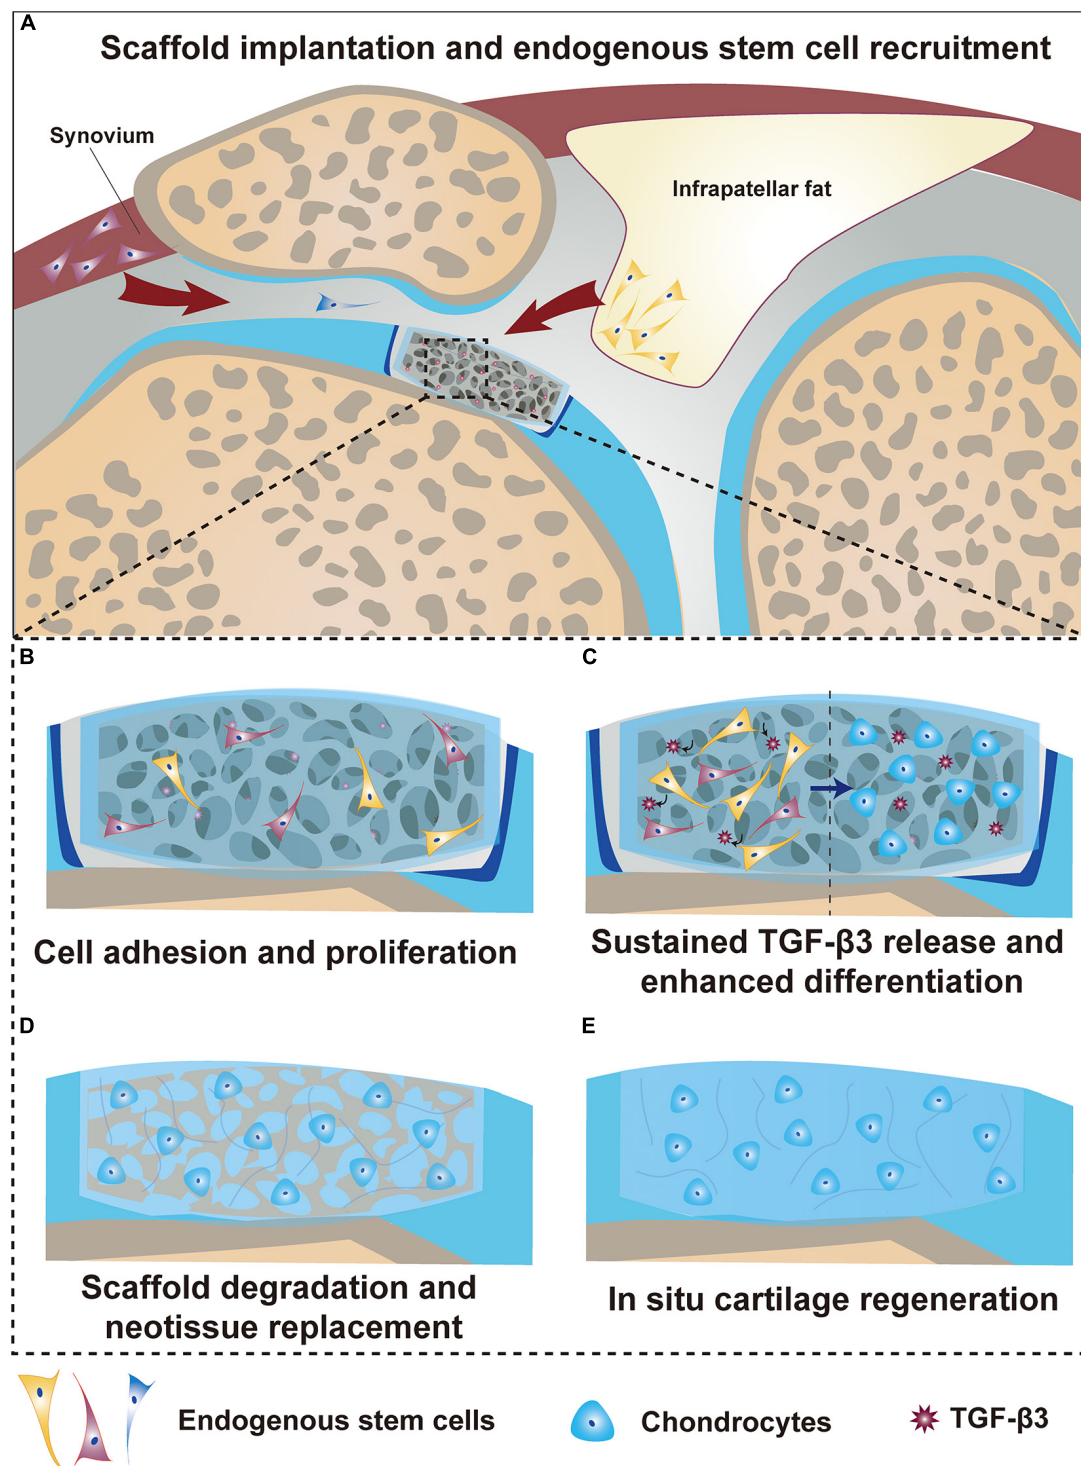 A
Scaffold implantation and endogenous stem cell recruitment
Synovium
Infrapatellar fat
B
C
Cell adhesion and proliferation
Sustained TGF-β3 release and
enhanced differentiation
D
E
Scaffold degradation and
neotissue replacement
In situ cartilage regeneration
Endogenous stem cells
Chondrocytes
TGF-β3